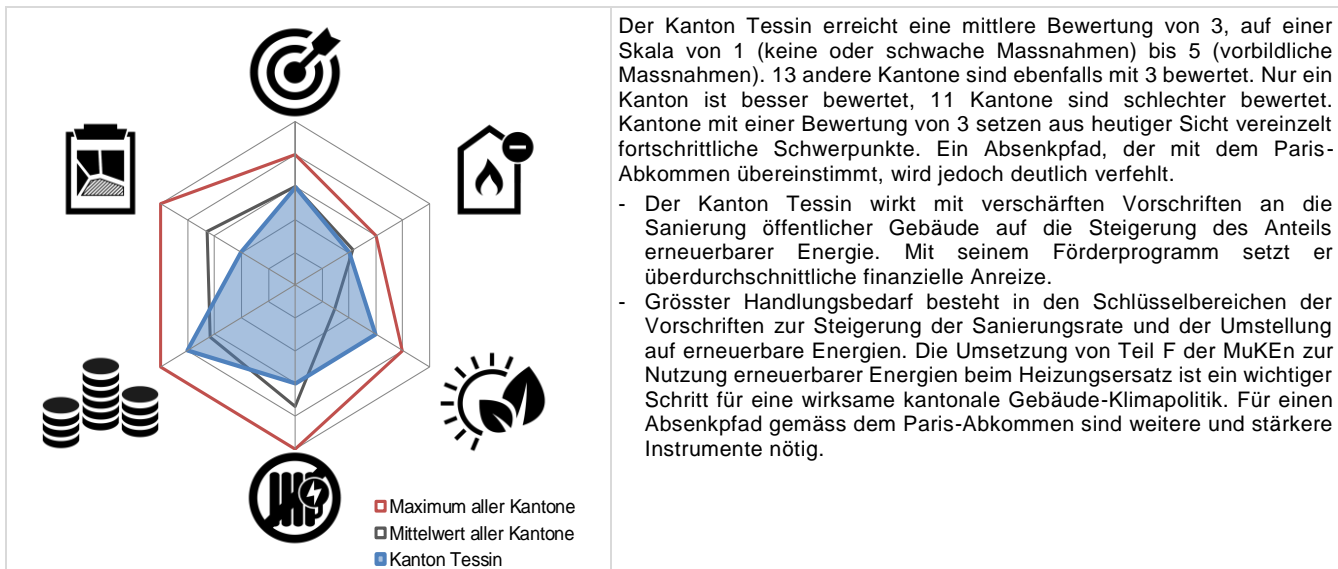 Maximum aller Kantone
Mittelwert aller Kantone
Kanton Tessin
Der Kanton Tessin erreicht eine mittlere Bewertung von 3, auf einer
Skala von 1 (keine oder schwache Massnahmen) bis 5 (vorbildliche
Massnahmen). 13 andere Kantone sind ebenfalls mit 3 bewertet. Nur ein
Kanton ist besser bewertet, 11 Kantone sind schlechter bewertet.
Kantone mit einer Bewertung von 3 setzen aus heutiger Sicht vereinzelt
fortschrittliche Schwerpunkte. Ein Absenkpfad, der mit dem Paris-
Abkommen übereinstimmt, wird jedoch deutlich verfehlt.
- Der Kanton Tessin wirkt mit verschärften Vorschriften an die
Sanierung öffentlicher Gebäude auf die Steigerung des Anteils
erneuerbarer Energie. Mit seinem Förderprogramm setzt er
überdurchschnittliche finanzielle Anreize.
- Grösster Handlungsbedarf besteht in den Schlüsselbereichen der
Vorschriften zur Steigerung der Sanierungsrate und der Umstellung
auf erneuerbare Energien. Die Umsetzung von Teil F der MuKEn zur
Nutzung erneuerbarer Energien beim Heizungsersatz ist ein wichtiger
Schritt für eine wirksame kantonale Gebäude-Klimapolitik. Für einen
Absenkpfad gemäss dem Paris-Abkommen sind weitere und stärkere
Instrumente nötig.